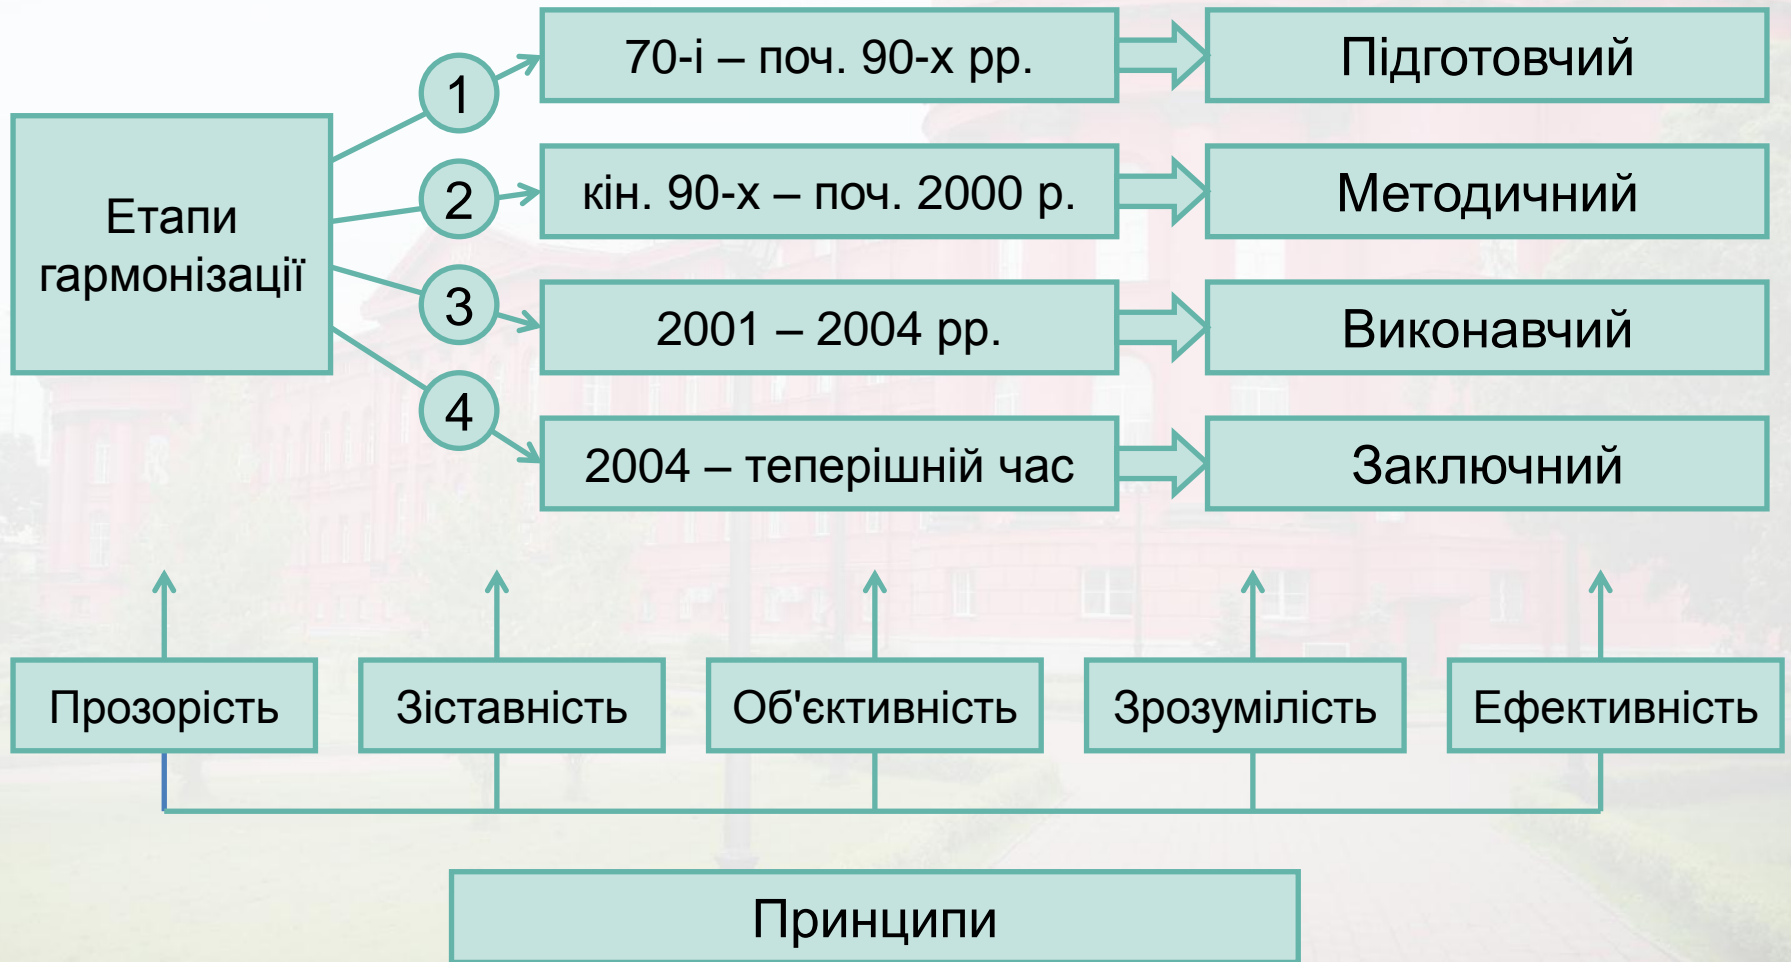 Етапи
гармонізації
1
70-і – поч. 90-х рр.
Підготовчий
2
кін. 90-х – поч. 2000 р.
Методичний
3
2001 – 2004 рр.
Виконавчий
4
2004 – теперішній час
Заключний
Прозорість
Зіставність
Об'єктивність
Зрозумілість
Ефективність
Принципи